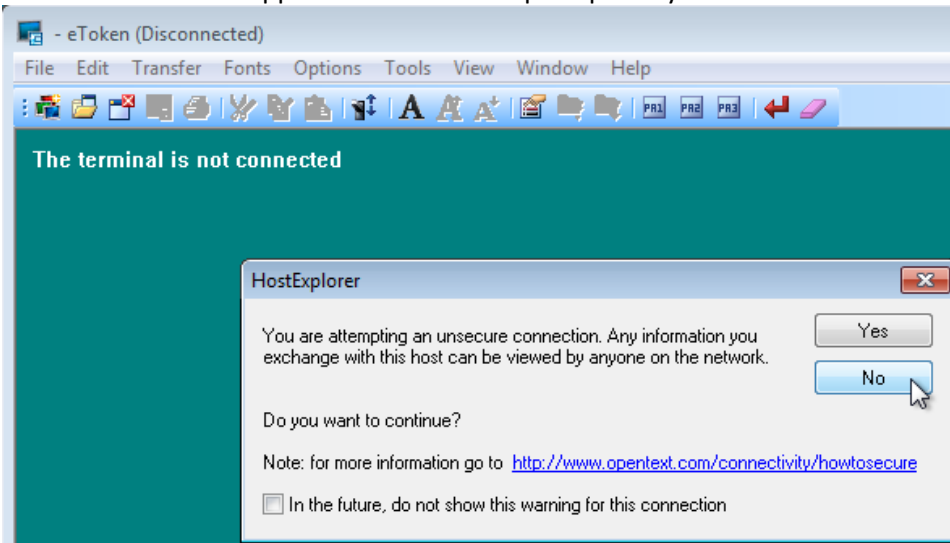 - eToken (Disconnected)
File Edit Transfer Fonts Options Tools View Window Help
A PA1 PA2 PA3
The terminal is not connected
HostExplorer
You are attempting an unsecure connection. Any information you
exchange with this host can be viewed by anyone on the network.
Yes
No
Do you want to continue?
Note: for more information go to http://www.opentext.com/connectivity/howtosecure
In the future, do not show this warning for this connection